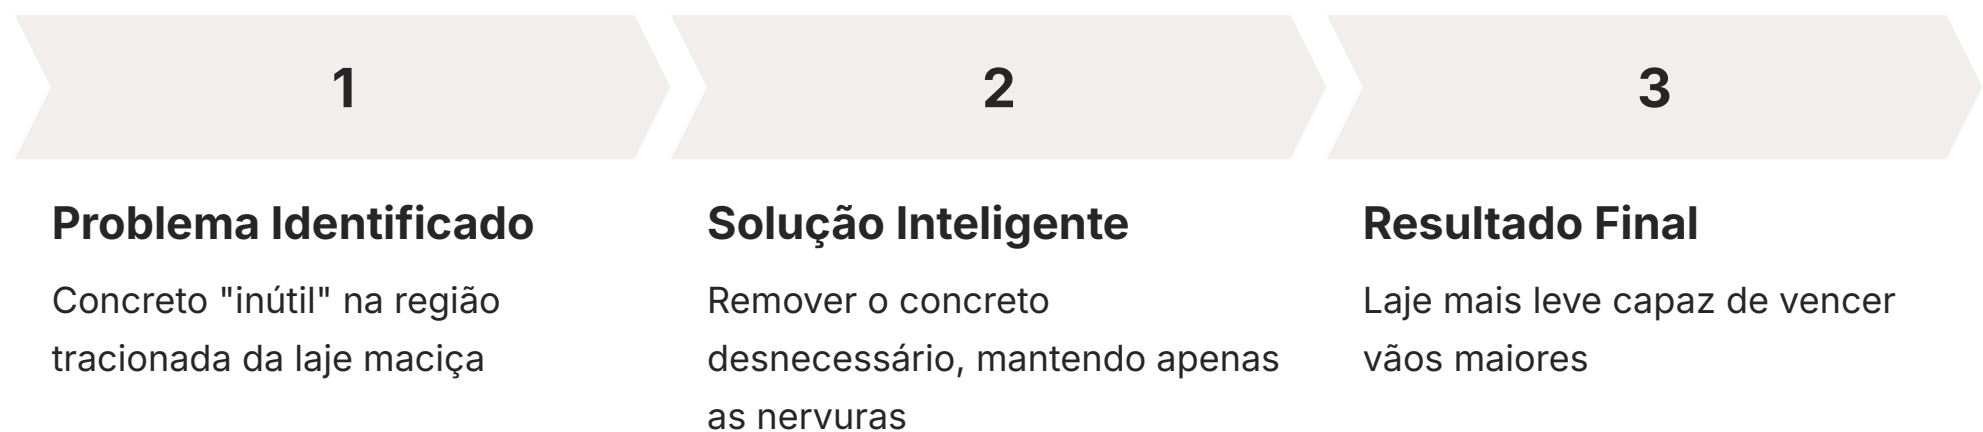 1
2
3
Problema Identificado
Concreto "inútil" na região
tracionada da laje maciça
Solução Inteligente
Remover o concreto
desnecessário, mantendo apenas
as nervuras
Resultado Final
Laje mais leve capaz de vencer
vãos maiores